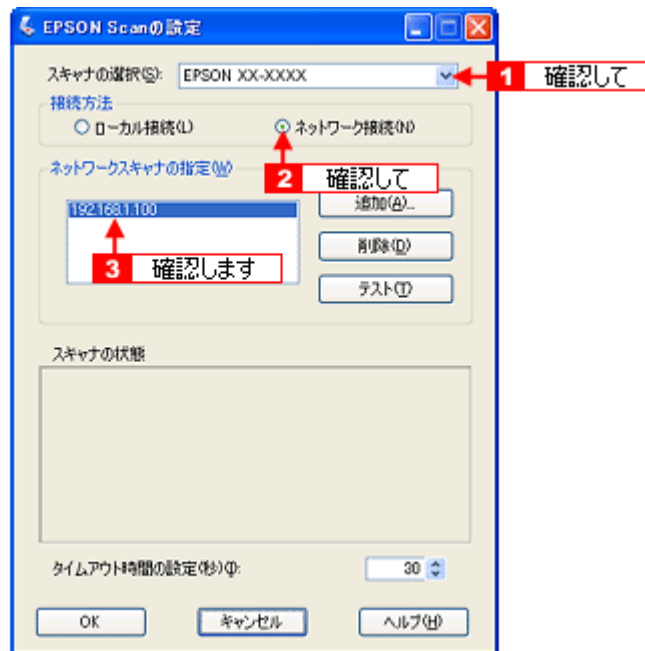 EPSON Scanの設定
スキャナの選択(S): EPSON XX-XXXX
1 確認して
接続方法
ローカル接続(L) ネットワーク接続(N)
2 確認して
ネットワークスキャナの指定(W)
192.168.1.100
追加(A)...
3 確認します
削除(D)
テスト(T)
スキャナの状態
タイムアウト時間の設定(秒)(I): 30
OK キャンセル ヘルプ(H)